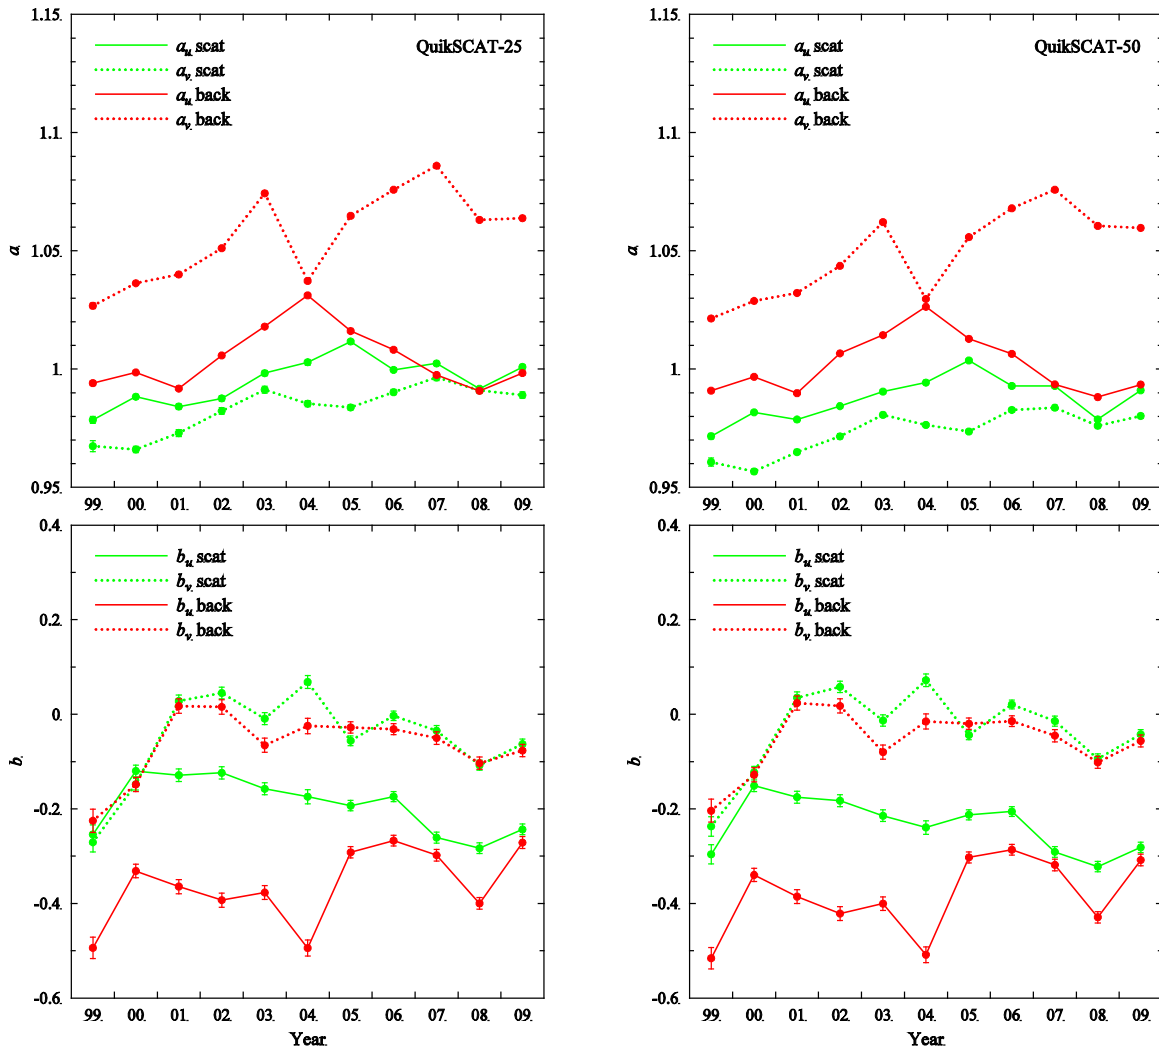 1.15
QuikSCAT-25
a_u. scat
a_v. scat
a_u. back.
a_v. back.
1.1.
a.
1.05
1.
0.95
99. 00. 01. 02. 03. 04. 05. 06. 07. 08. 09.
0.4.
b_u. scat
b_v. scat
b_u. back.
b_v. back.
0.2.
0.
b.
-0.2.
-0.4.
-0.6.
99. 00. 01. 02. 03. 04. 05. 06. 07. 08. 09.
Year.
1.15
QuikSCAT-50
a_u. scat
a_v. scat
a_u. back.
a_v. back.
1.1.
a.
1.05
1.
0.95
99. 00. 01. 02. 03. 04. 05. 06. 07. 08. 09.
0.4.
b_u. scat
b_v. scat
b_u. back.
b_v. back.
0.2.
0.
b.
-0.2.
-0.4.
-0.6.
99. 00. 01. 02. 03. 04. 05. 06. 07. 08. 09.
Year.